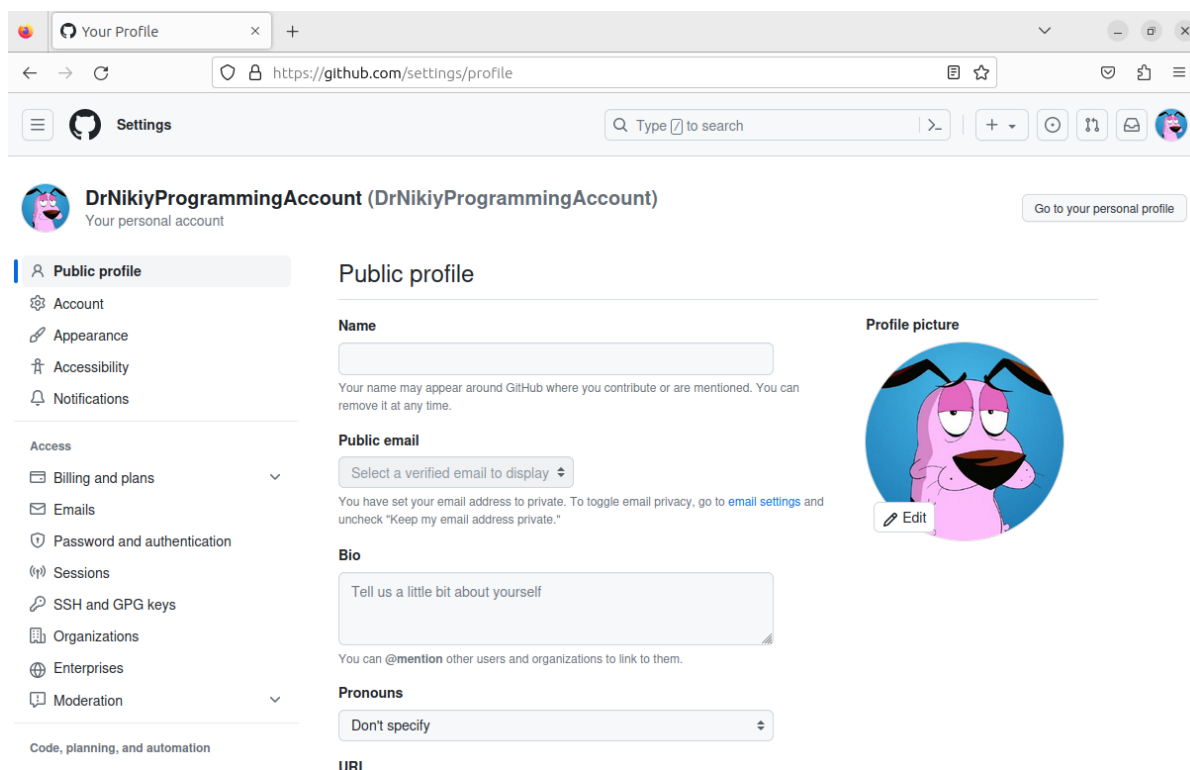 Your Profile
https://github.com/settings/profile
Settings
Type / to search
DrNikiyProgrammingAccount (DrNikiyProgrammingAccount)
Your personal account
Go to your personal profile
Public profile
Account
Appearance
Accessibility
Notifications
Access
Billing and plans
Emails
Password and authentication
Sessions
SSH and GPG keys
Organizations
Enterprises
Moderation
Code, planning, and automation
Public profile
Name
Your name may appear around GitHub where you contribute or are mentioned. You can
remove it at any time.
Public email
Select a verified email to display
You have set your email address to private. To toggle email privacy, go to email settings and
uncheck "Keep my email address private."
Bio
Tell us a little bit about yourself
You can @mention other users and organizations to link to them.
Pronouns
Don't specify
URL
Profile picture
Edit